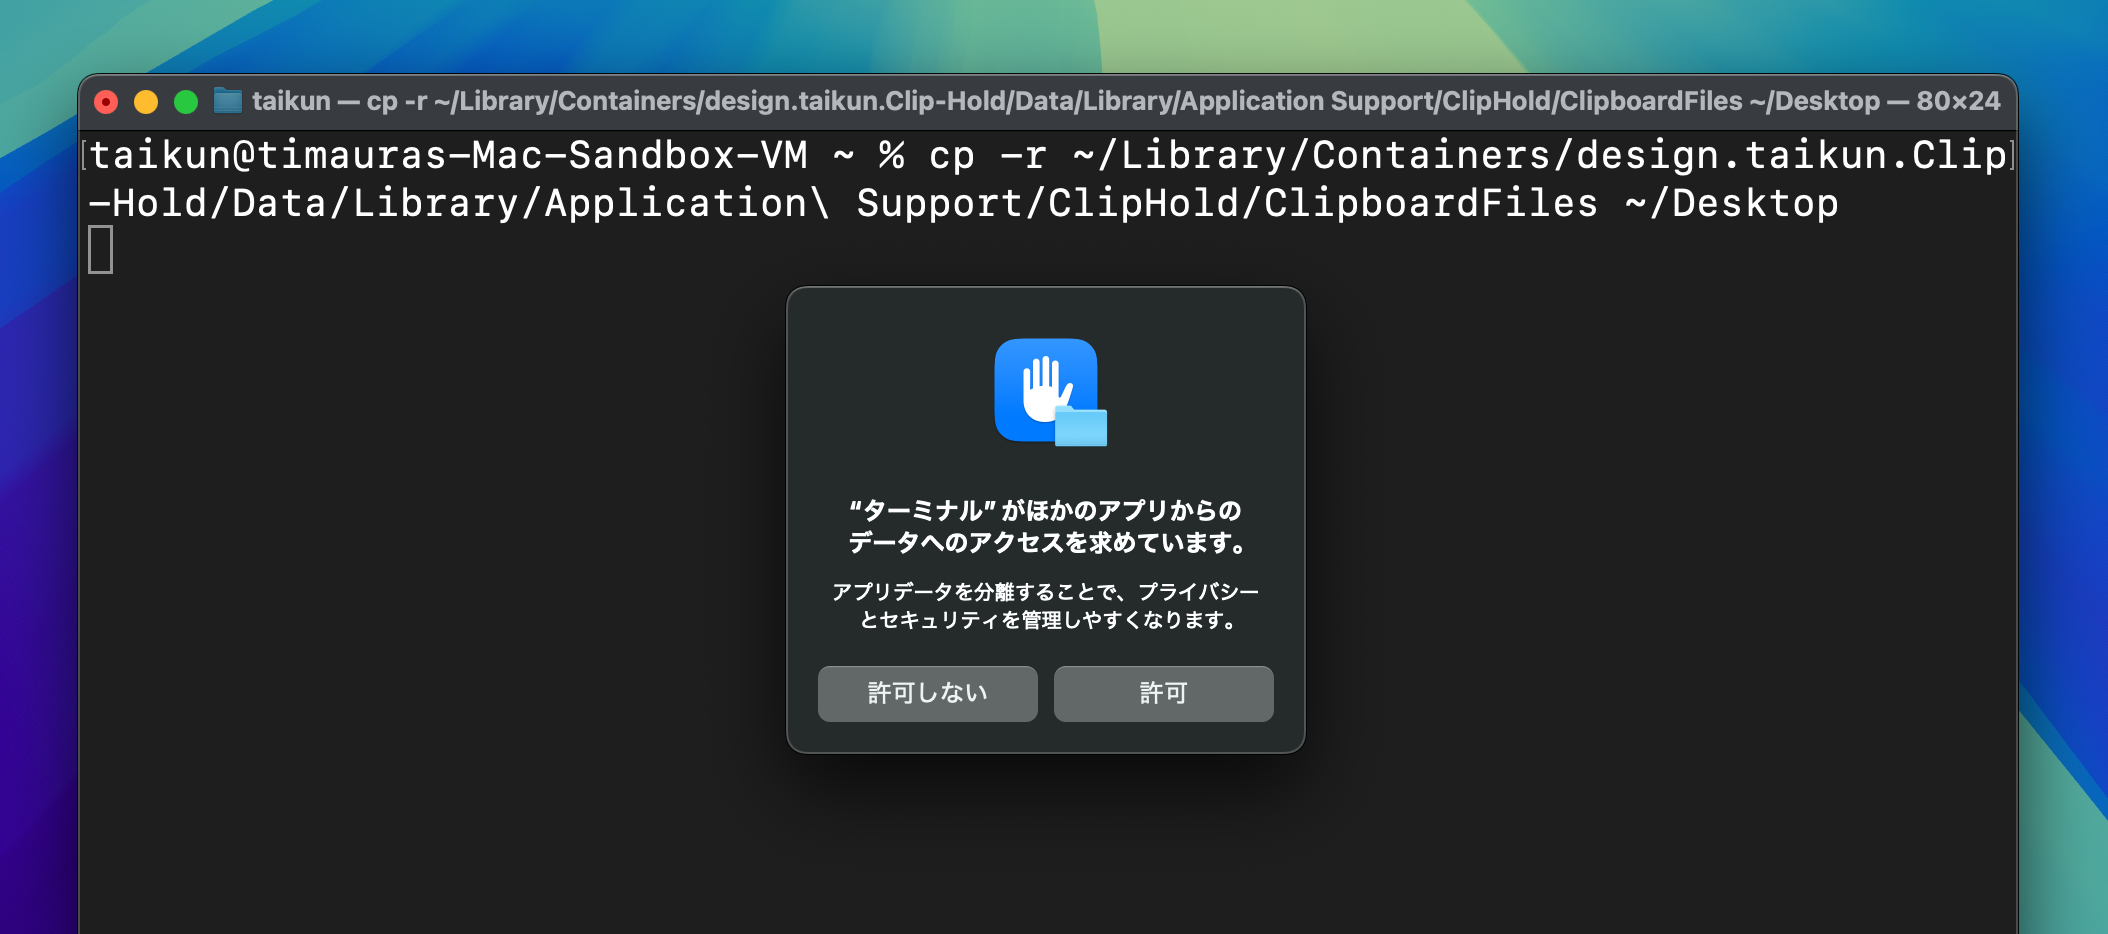 taikun — cp -r ~/Library/Containers/design.taikun.Clip-Hold/Data/Library/Application Support/ClipHold/ClipboardFiles ~/Desktop — 80×24
[taikun@timauras-Mac-Sandbox-VM ~ % cp -r ~/Library/Containers/design.taikun.Clip]
-Hold/Data/Library/Application\ Support/ClipHold/ClipboardFiles ~/Desktop
“ターミナル”がほかのアプリからの
データへのアクセスを求めています。
アプリデータを分離することで、プライバシー
とセキュリティを管理しやすくなります。
許可しない
許可